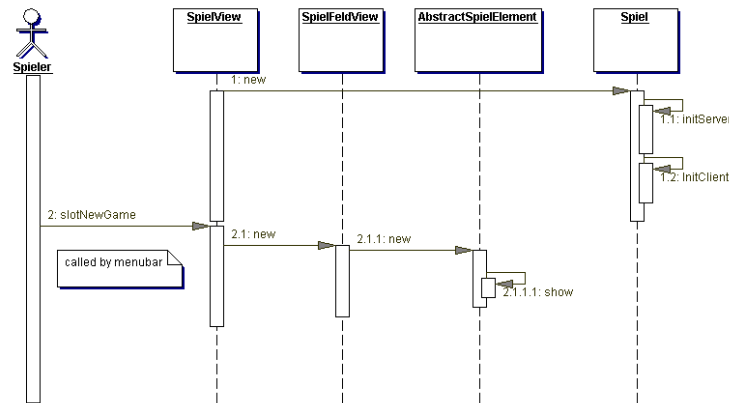 SpielView
SpielFeldView
AbstractSpielElement
Spiel
Spieler
1: new
1.1: initServer
1.2: InitClient
2: slotNewGame
2.1: new
2.1.1: new
called by menubar
2.1.1.1: show